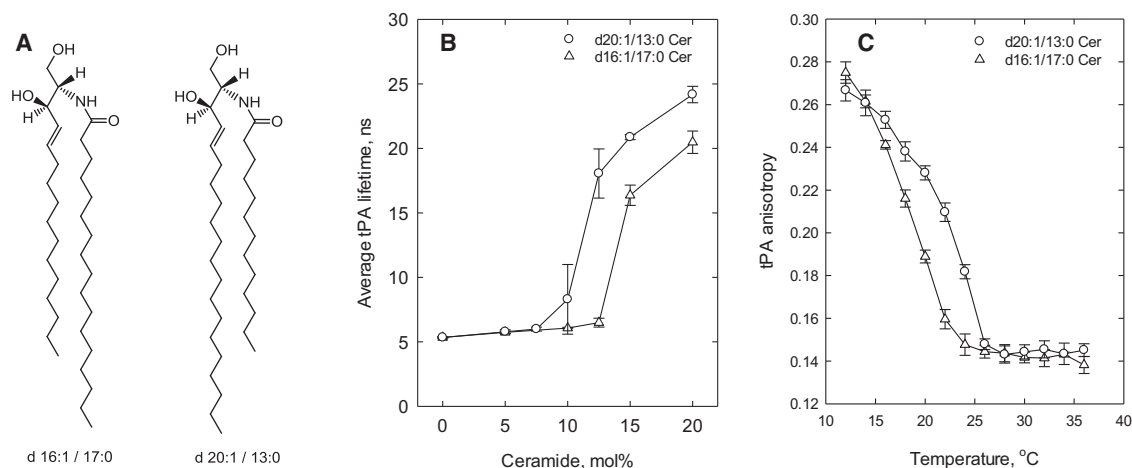 A
OH
H
HO
NH
H
O
d 16:1 / 17:0
OH
H
HO
NH
H
O
d 20:1 / 13:0
B
d20:1/13:0 Cer
d16:1/17:0 Cer
Average tPA lifetime, ns
30
25
20
15
10
5
0
0 5 10 15 20
Ceramide, mol%
C
d20:1/13:0 Cer
d16:1/17:0 Cer
tPA anisotropy
0.30
0.28
0.26
0.24
0.22
0.20
0.18
0.16
0.14
0.12
10 15 20 25 30 35 40
Temperature, °C